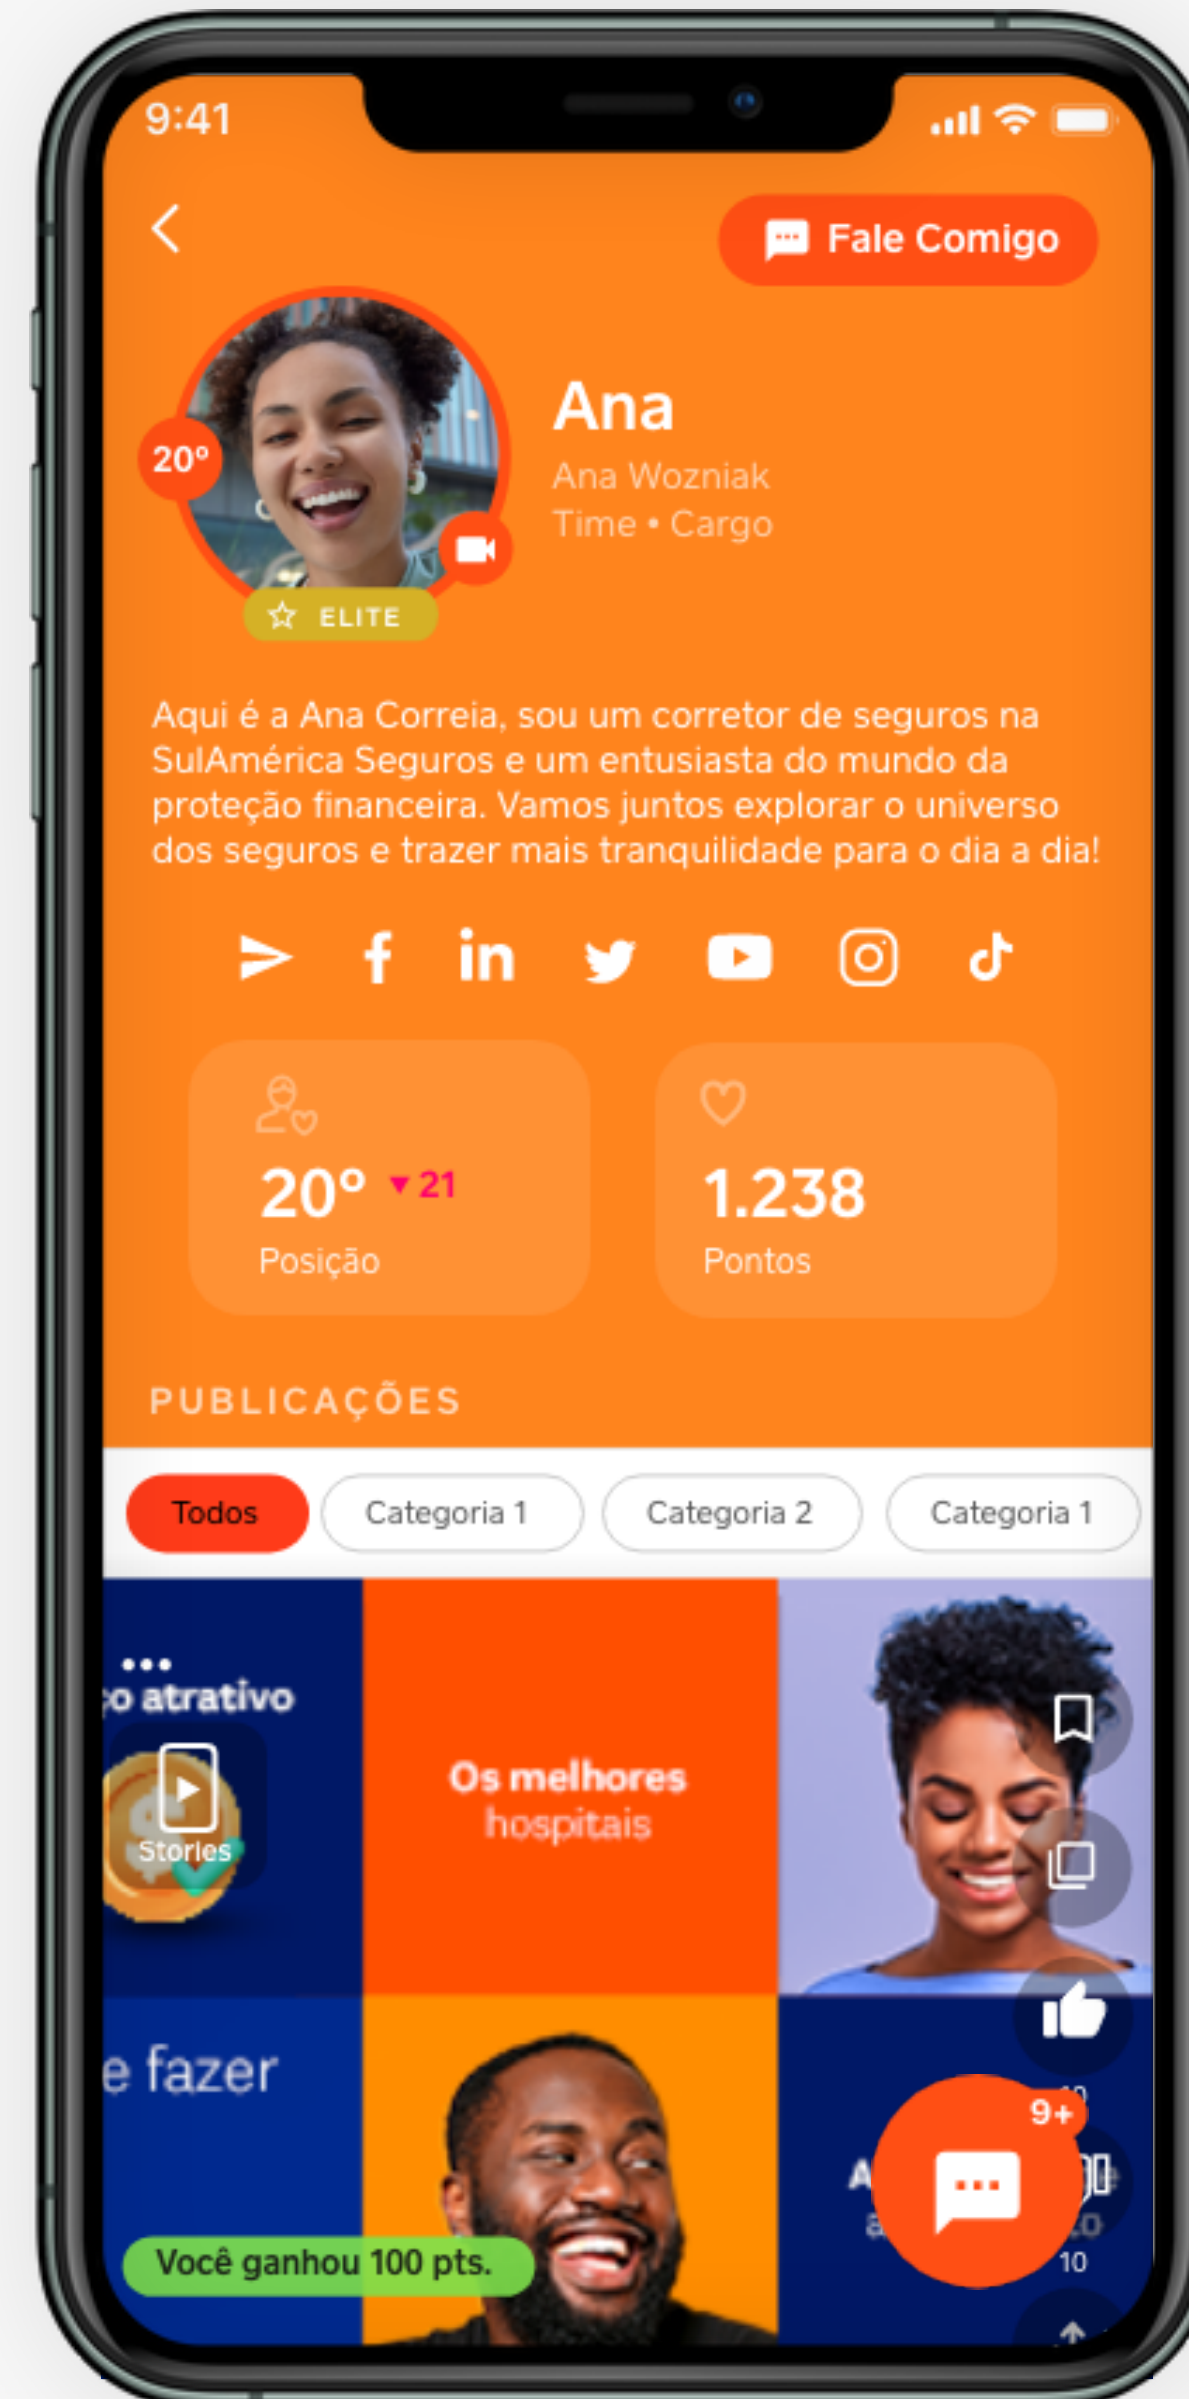 9:41
Fale Comigo
20º
Ana
Ana Wozniak
Time • Cargo
ELITE
Aqui é a Ana Correia, sou um corretor de seguros na
SulAmérica Seguros e um entusiasta do mundo da
proteção financeira. Vamos juntos explorar o universo
dos seguros e trazer mais tranquilidade para o dia a dia!
20º ▼21
Posição
1.238
Pontos
PUBLICAÇÕES
Todos
Categoria 1
Categoria 2
Categoria 1
ço atrativo
Stories
Os melhores
hospitais
e fazer
9+
10
Você ganhou 100 pts.